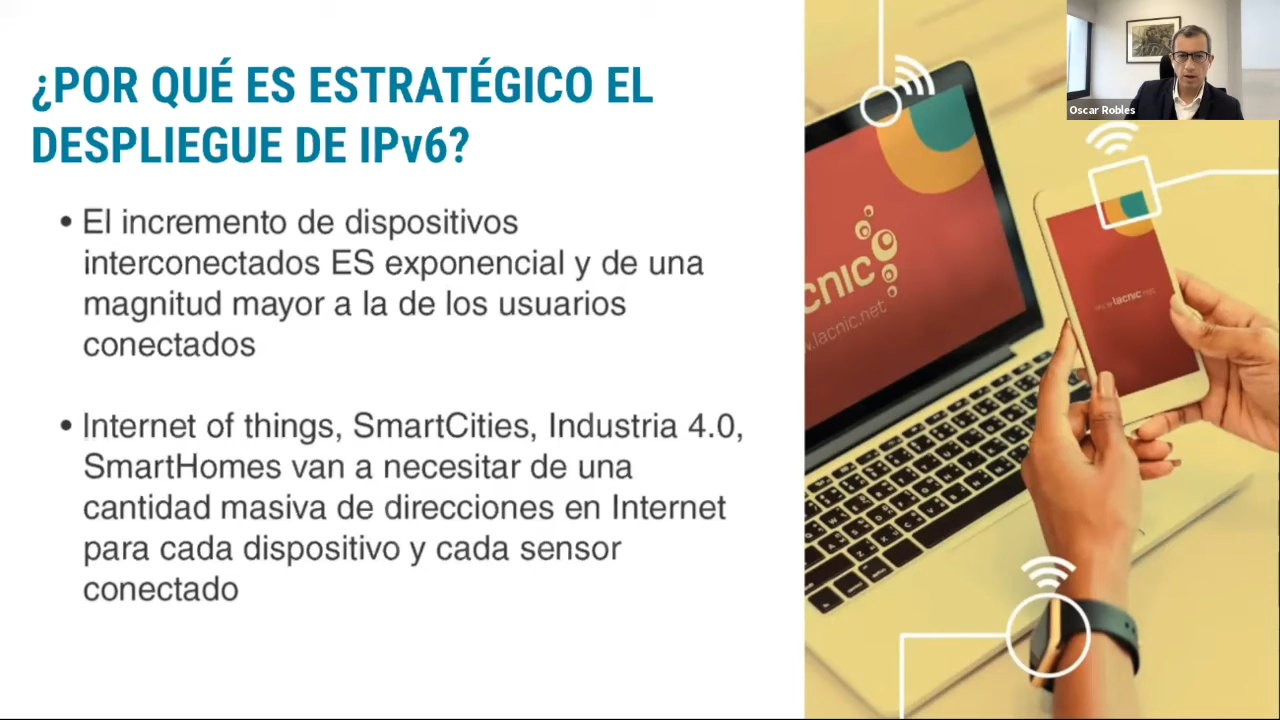 ¿POR QUÉ ES ESTRATÉGICO EL
DESPLIEGUE DE IPv6?
• El incremento de dispositivos
interconectados ES exponencial y de una
magnitud mayor a la de los usuarios
conectados
• Internet of things, SmartCities, Industria 4.0,
SmartHomes van a necesitar de una
cantidad masiva de direcciones en Internet
para cada dispositivo y cada sensor
conectado
Oscar Robles
cnic
w.lacnic.net
www.lacnic.net